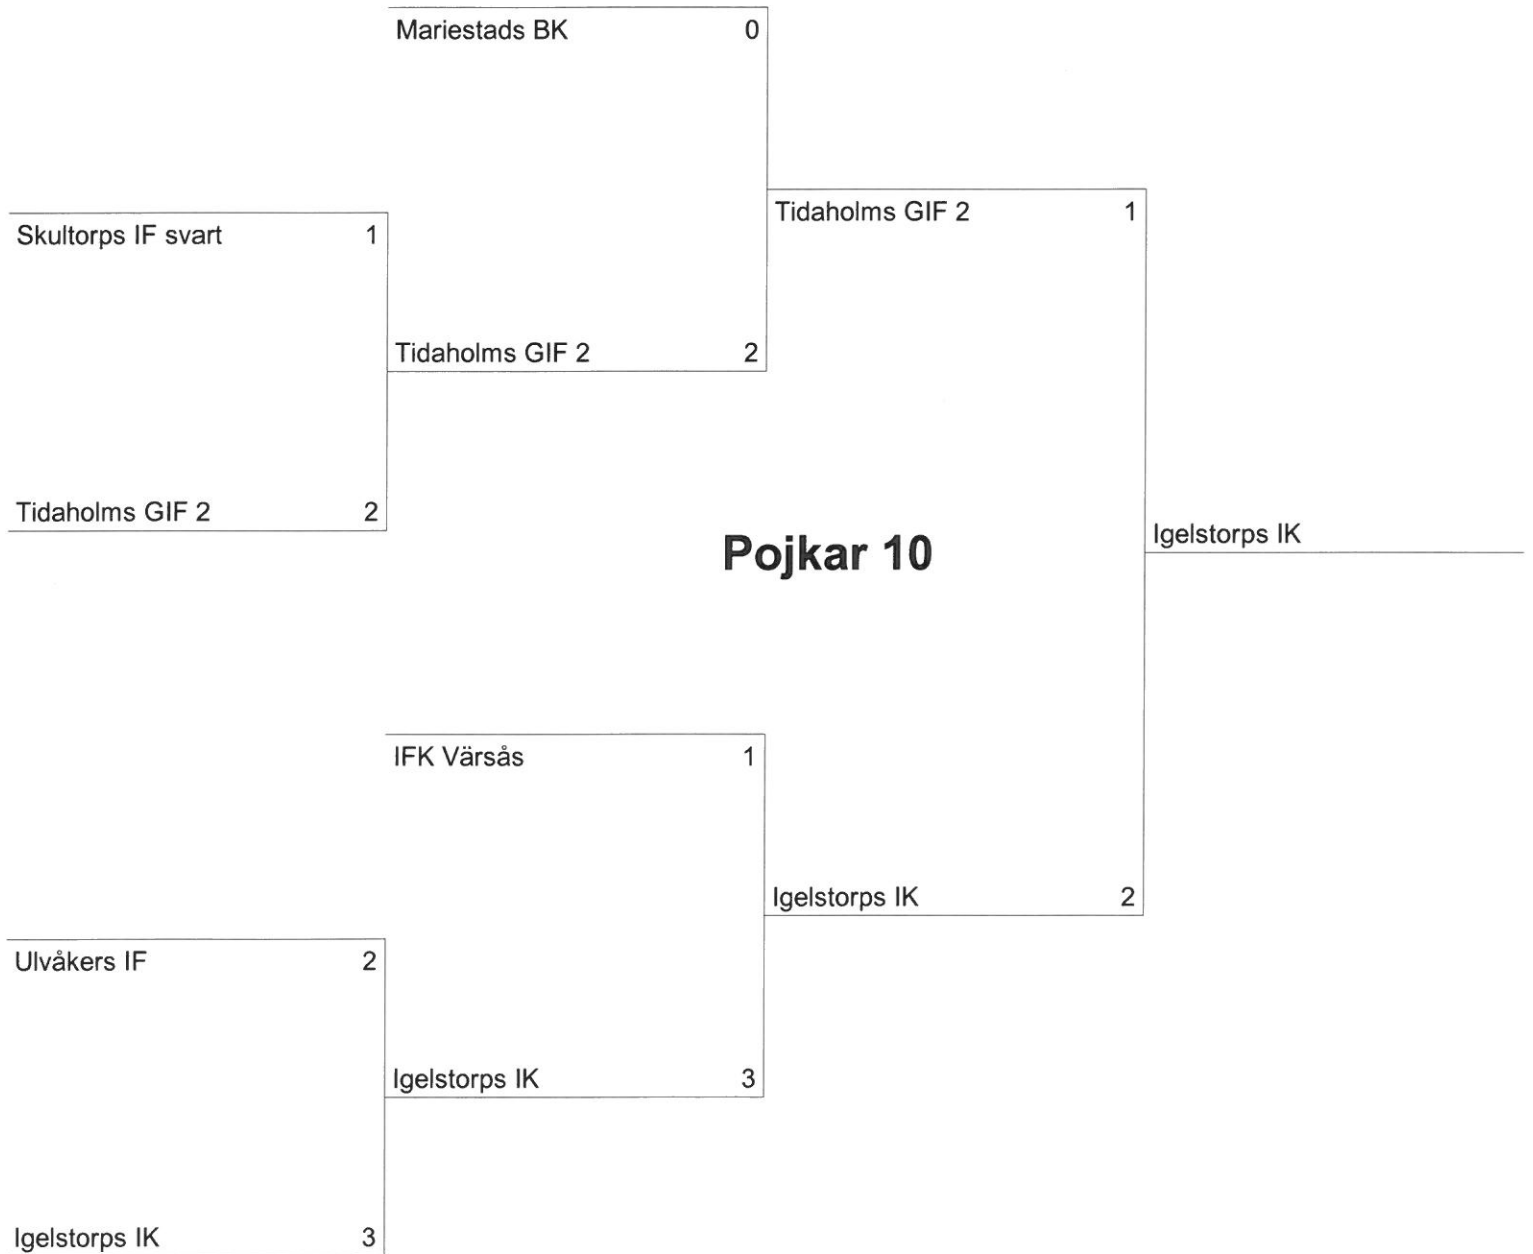 Mariestads BK 0
Tidaholms GIF 2 1
Skultorps IF svart 1
Tidaholms GIF 2 2
Tidaholms GIF 2 2
Igelstorps IK
Pojkar 10
IFK Värsås 1
Igelstorps IK 2
Ulvåkers IF 2
Igelstorps IK 3
Igelstorps IK 3